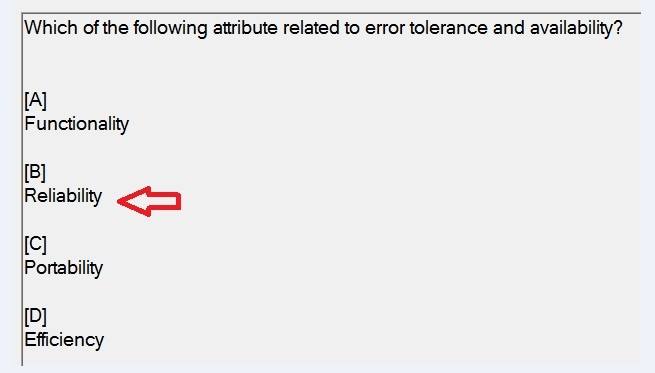 Which of the following attribute related to error tolerance and availability?
[A]
Functionality
[B]
Reliability
[C]
Portability
[D]
Efficiency